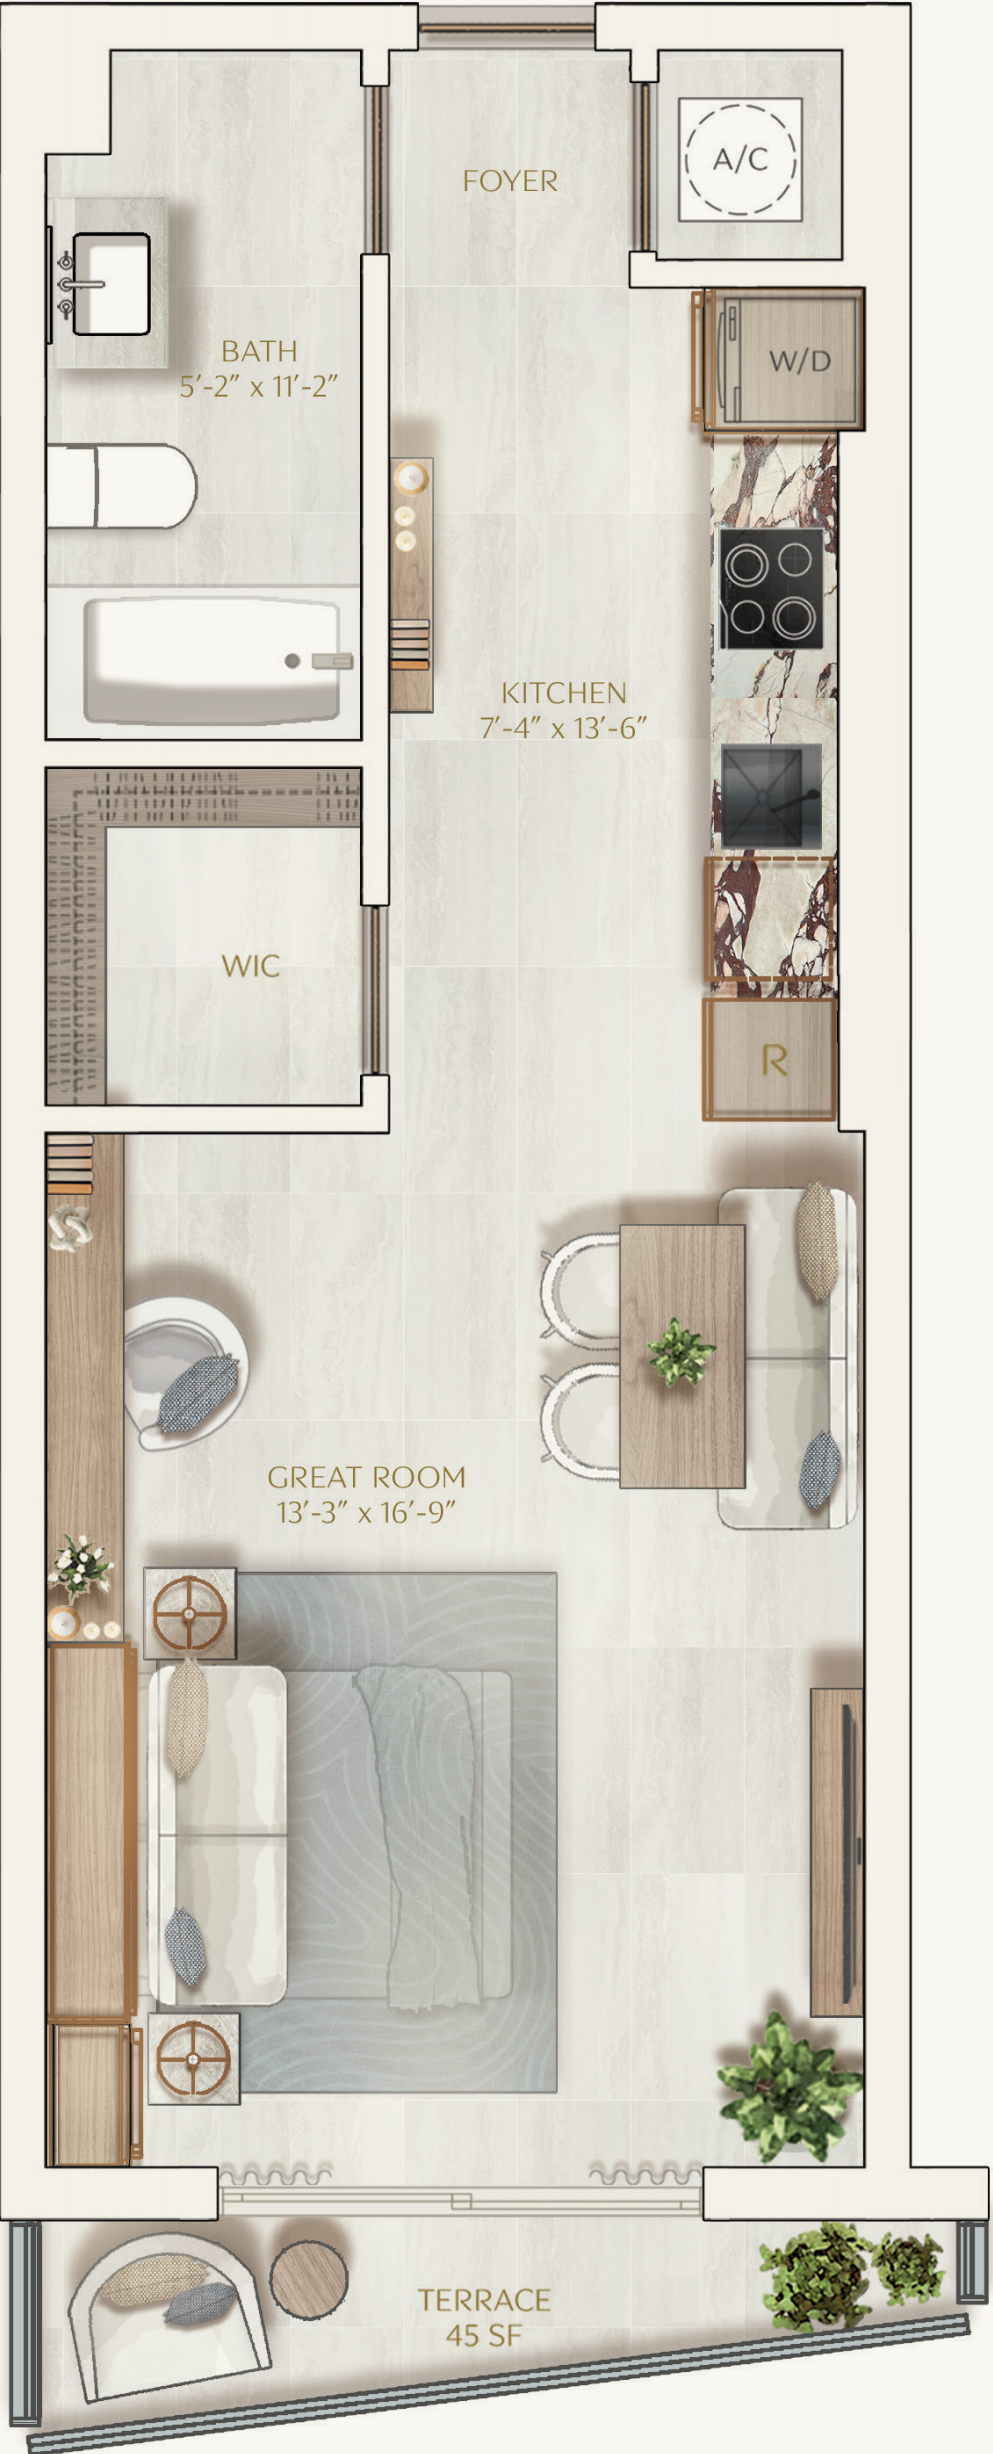 FOYER
A/C
BATH
5'-2" x 11'-2"
W/D
KITCHEN
7'-4" x 13'-6"
WIC
R
GREAT ROOM
13'-3" x 16'-9"
TERRACE
45 SF